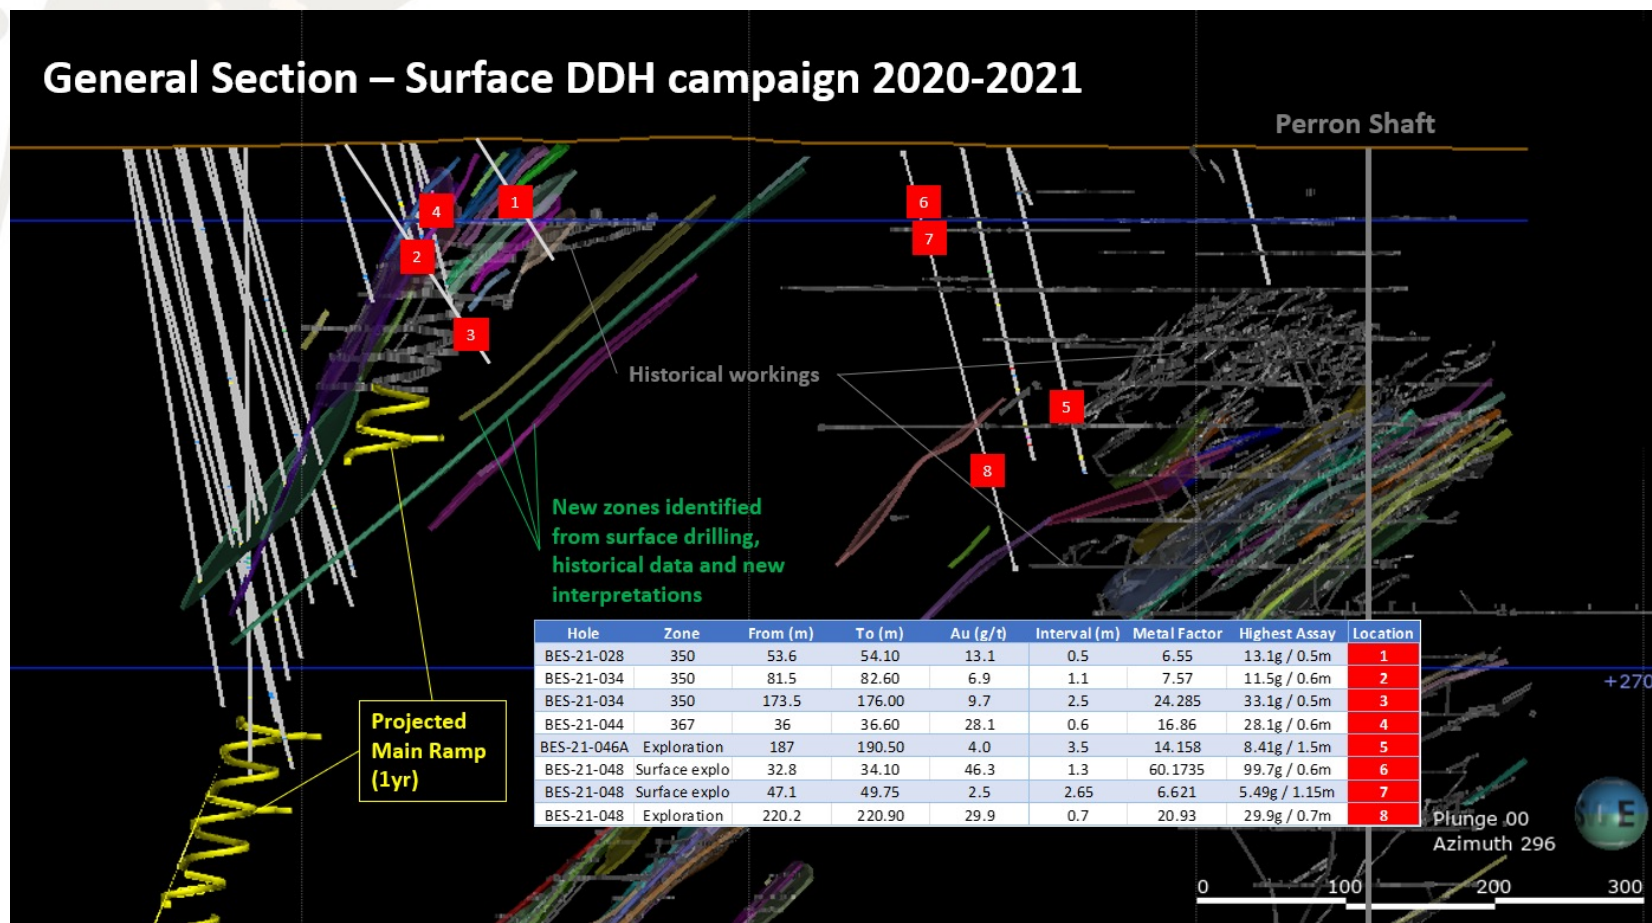 General Section – Surface DDH campaign 2020-2021
Perron Shaft
1
4
6
2
7
3
Historical workings
5
8
New zones identified
from surface drilling,
historical data and new
interpretations
Hole Zone From (m) To (m) Au (g/t) Interval (m) Metal Factor Highest Assay Location
BES-21-028 350 53.6 54.10 13.1 0.5 6.55 13.1g / 0.5m 1
BES-21-034 350 81.5 82.60 6.9 1.1 7.57 11.5g / 0.6m 2
BES-21-034 350 173.5 176.00 9.7 2.5 24.285 33.1g / 0.5m 3
BES-21-044 367 36 36.60 28.1 0.6 16.86 28.1g / 0.6m 4
BES-21-046A Exploration 187 190.50 4.0 3.5 14.158 8.41g / 1.5m 5
BES-21-048 Surface explo 32.8 34.10 46.3 1.3 60.1735 99.7g / 0.6m 6
BES-21-048 Surface explo 47.1 49.75 2.5 2.65 6.621 5.49g / 1.15m 7
BES-21-048 Exploration 220.2 220.90 29.9 0.7 20.93 29.9g / 0.7m 8
Projected
Main Ramp
(1yr)
Plunge 00
Azimuth 296
E
0 100 200 300